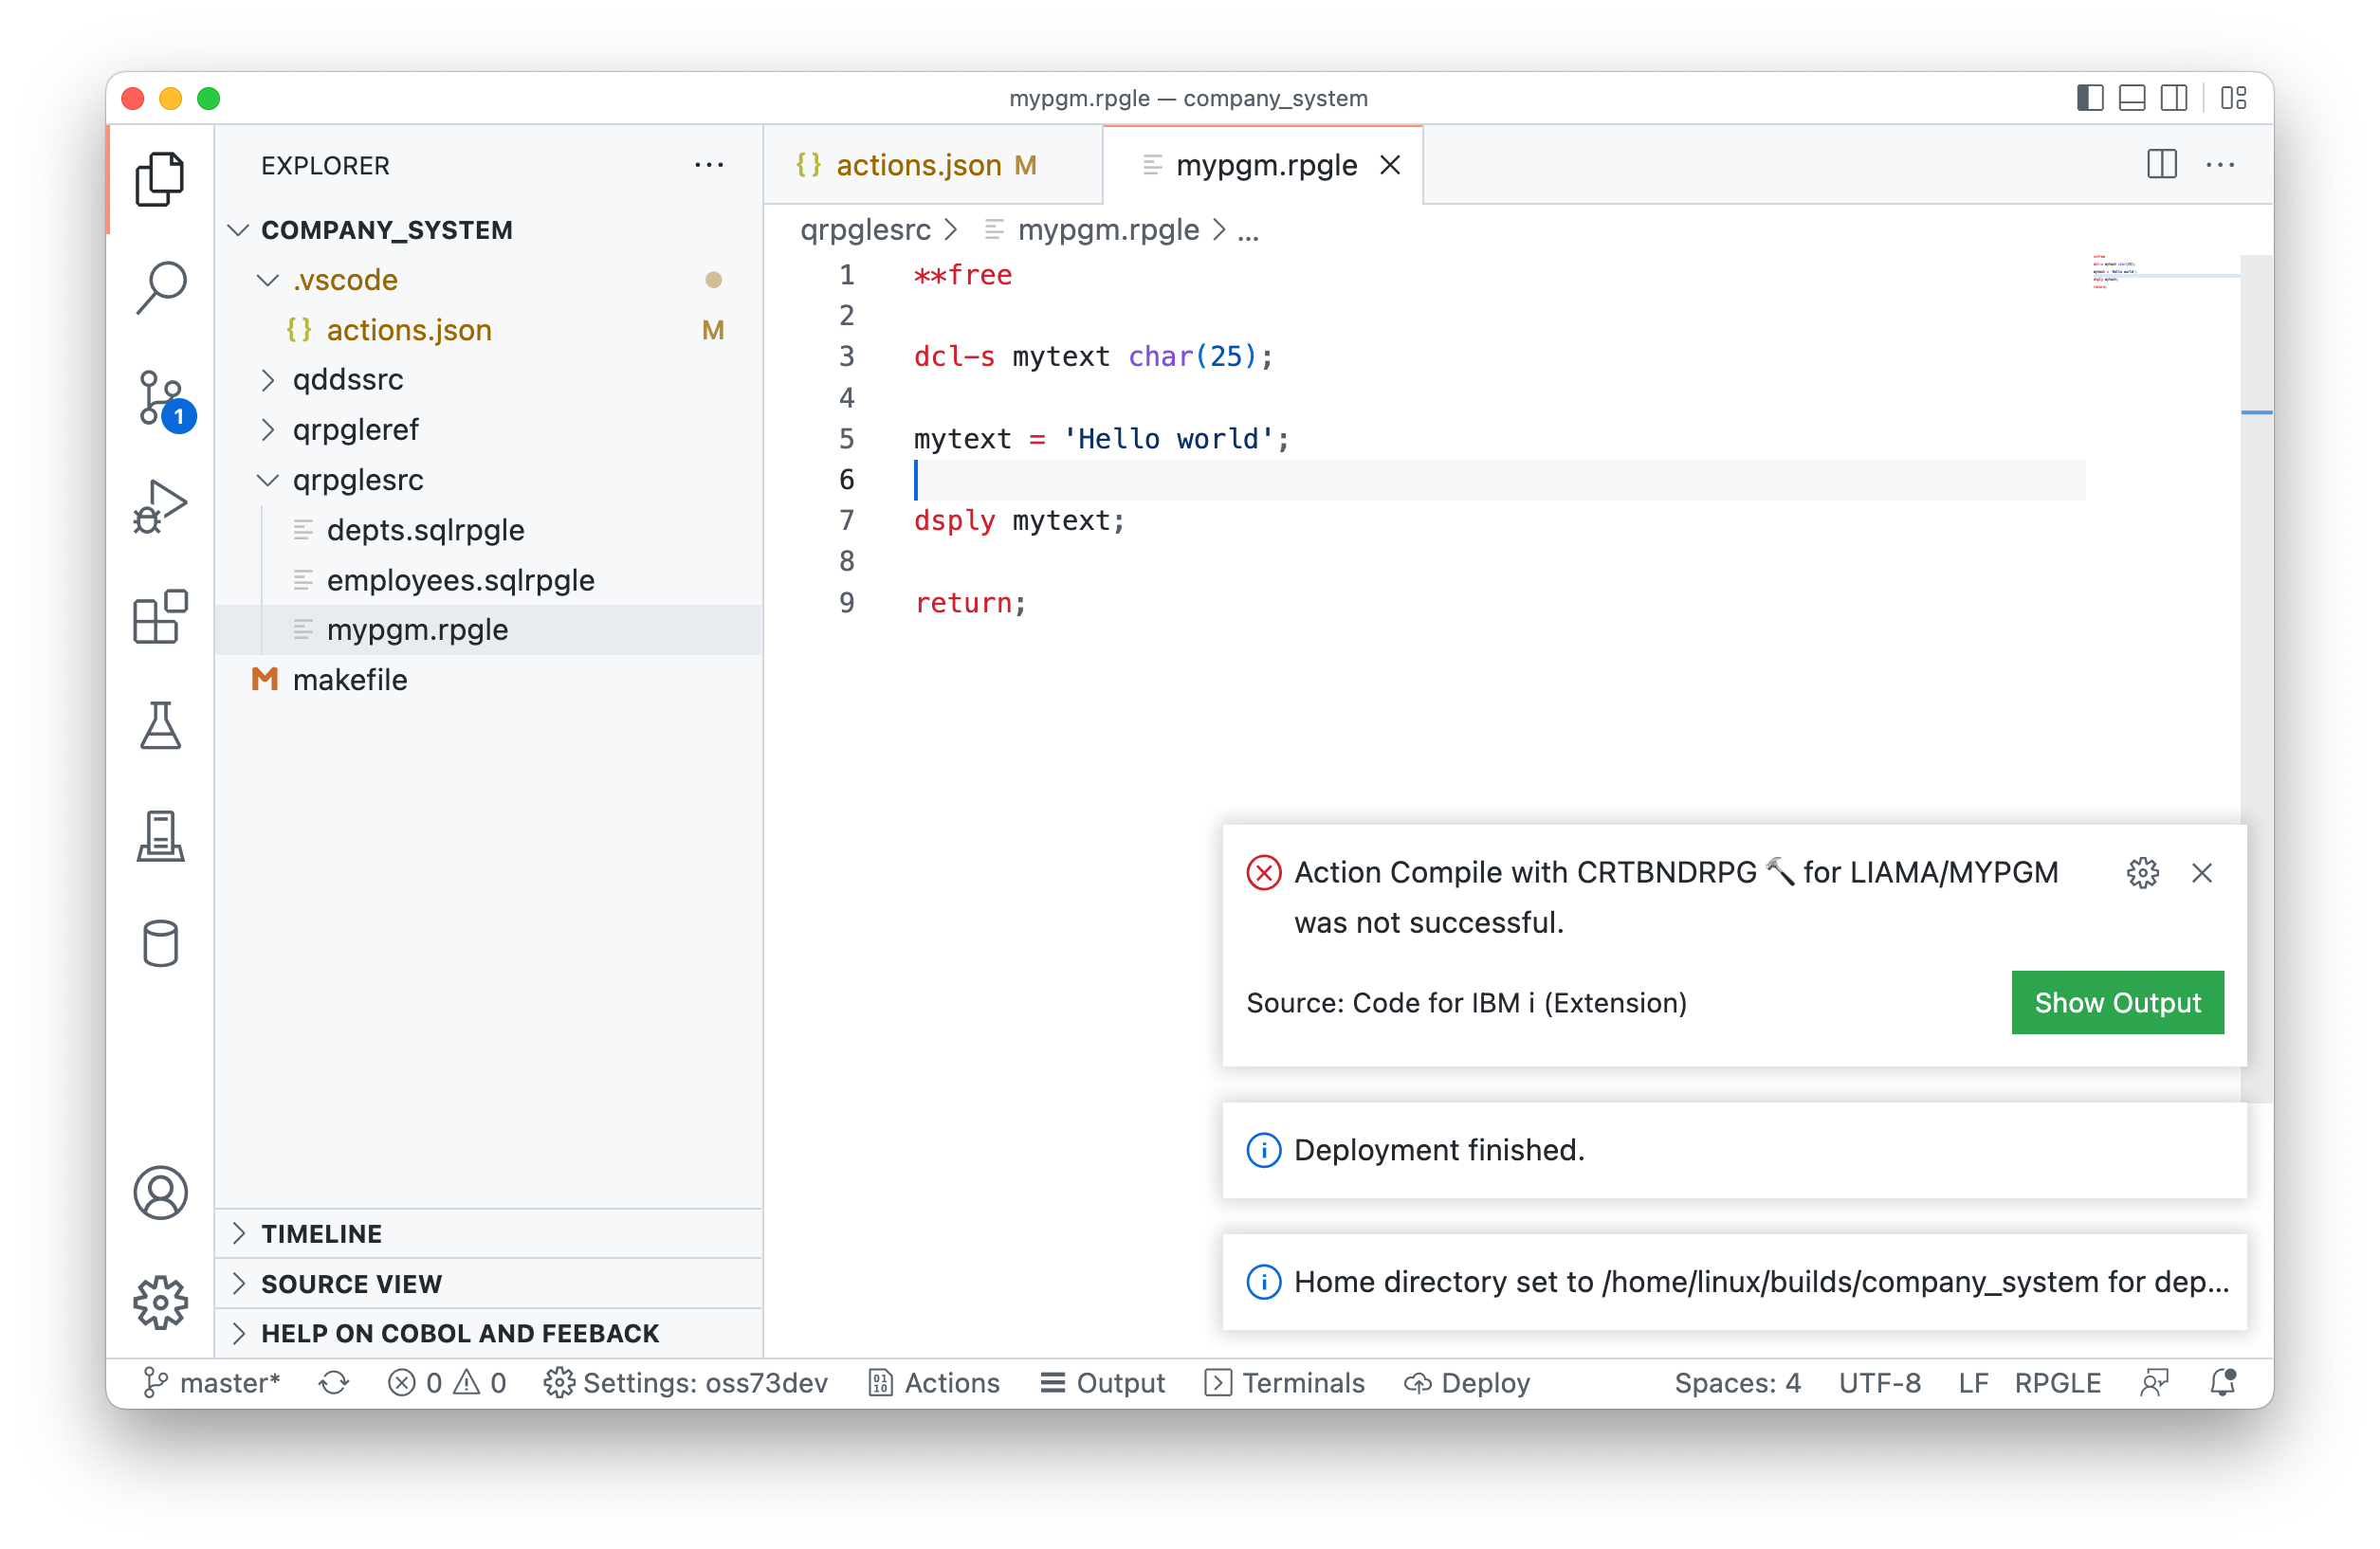 mypgm.rpgle — company_system
EXPLORER
COMPANY_SYSTEM
.vscode
{} actions.json M
qddssrc
qrpgleref
qrpglesrc
depts.sqlrpgle
employees.sqlrpgle
mypgm.rpgle
M makefile
1
TIMELINE
SOURCE VIEW
HELP ON COBOL AND FEEBACK
{} actions.json M
mypgm.rpgle
qrpglesrc > mypgm.rpgle > ...
1 **free
2
3 dcl-s mytext char(25);
4
5 mytext = 'Hello world';
6
7 dsply mytext;
8
9 return;
Action Compile with CRTBNDRPG 🔨 for LIAMA/MYPGM
was not successful.
Source: Code for IBM i (Extension)
Show Output
Deployment finished.
Home directory set to /home/linux/builds/company_system for dep...
master* 0 0 Settings: oss73dev Actions Output Terminals Deploy Spaces: 4 UTF-8 LF RPGLE